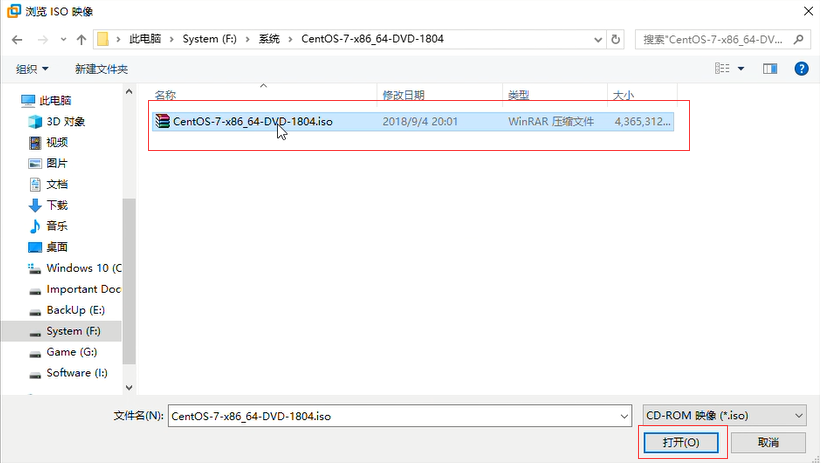 浏览 ISO 映像
此电脑 > System (F:) > 系统 > CentOS-7-x86_64-DVD-1804
搜索"CentOS-7-x86_64-DV...
组织 新建文件夹
名称 修改日期 类型 大小
CentOS-7-x86_64-DVD-1804.iso 2018/9/4 20:01 WinRAR 压缩文件 4,365,312...
此电脑
3D 对象
视频
图片
文档
下载
音乐
桌面
Windows 10 (C
Important Doc
BackUp (E:)
System (F:)
Game (G:)
Software (I:)
文件名(N): CentOS-7-x86_64-DVD-1804.iso CD-ROM 映像 (*.iso)
打开(O) 取消